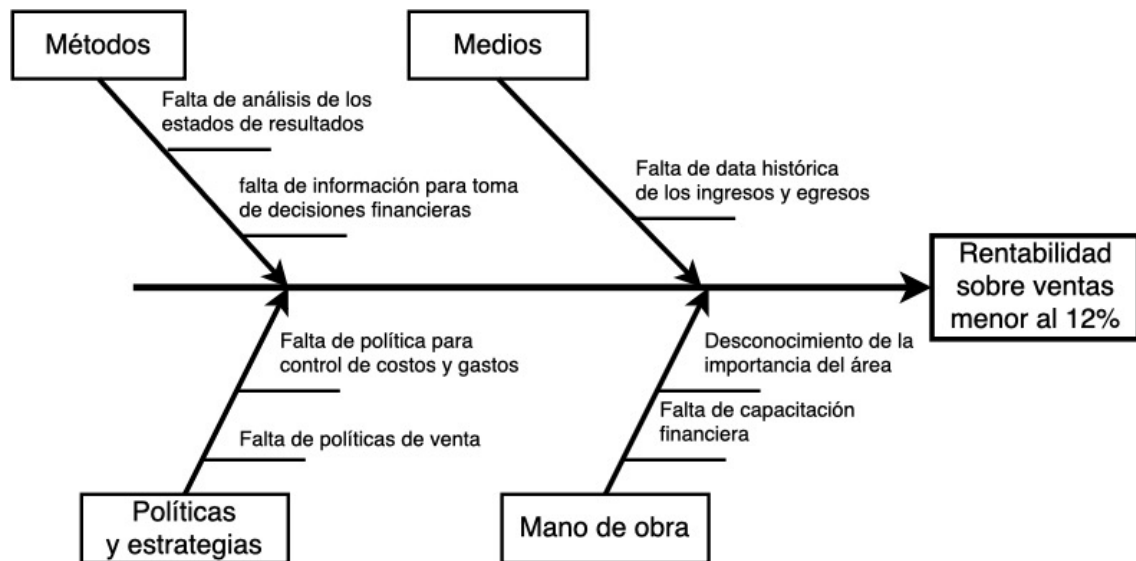 Métodos
Medios
Falta de análisis de los
estados de resultados
falta de información para toma
de decisiones financieras
Falta de data histórica
de los ingresos y egresos
Rentabilidad
sobre ventas
menor al 12%
Falta de política para
control de costos y gastos
Falta de políticas de venta
Desconocimiento de la
importancia del área
Falta de capacitación
financiera
Políticas
y estrategias
Mano de obra